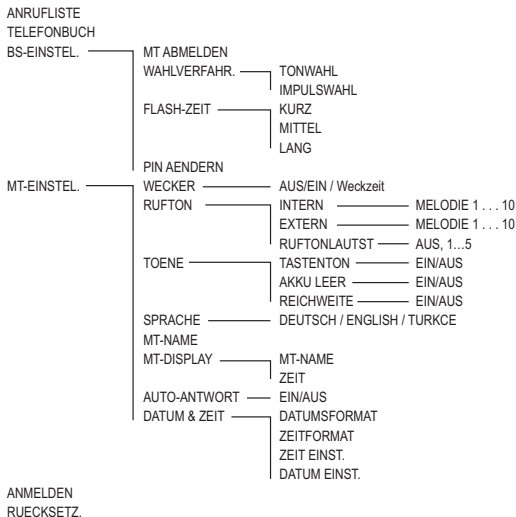 ANRUFLISTE
TELEFONBUCH
BS-EINSTEL. MT ABMELDEN
WAHLVERFAHR. TONWAHL
IMPULSWAHL
FLASH-ZEIT KURZ
MITTEL
LANG
PIN AENDERN
MT-EINSTEL. WECKER AUS/EIN / Weckzeit
RUFTON INTERN MELODIE 1 . . . 10
EXTERN MELODIE 1 . . . 10
RUFTONLAUTST AUS, 1...5
TOENE TASTENTON EIN/AUS
AKKU LEER EIN/AUS
REICHWEITE EIN/AUS
SPRACHE DEUTSCH / ENGLISH / TURKCE
MT-NAME
MT-DISPLAY MT-NAME
ZEIT
AUTO-ANTWORT EIN/AUS
DATUM & ZEIT DATUMSFORMAT
ZEITFORMAT
ZEIT EINST.
DATUM EINST.
ANMELDEN
RUECKSETZ.